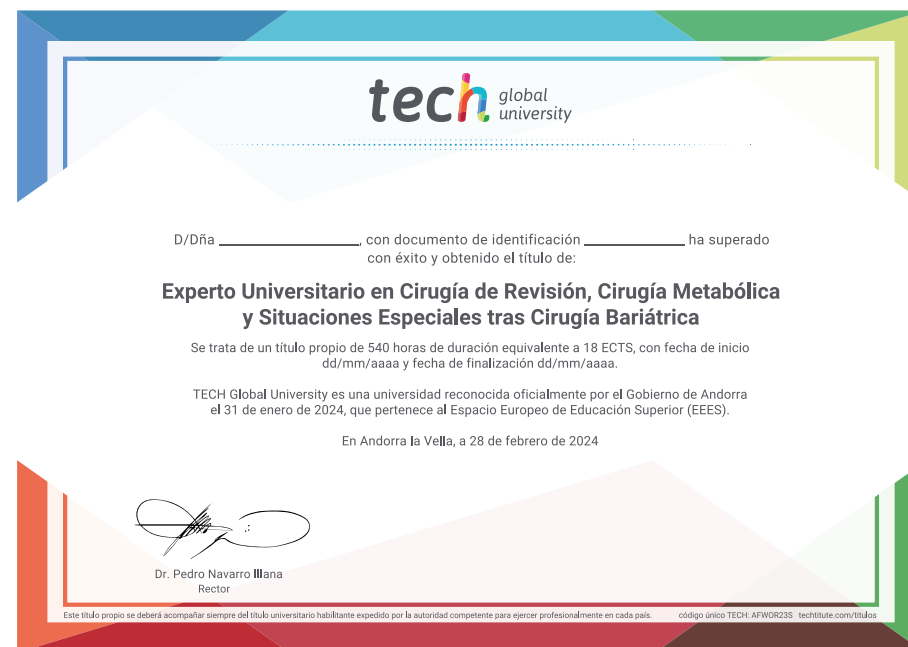 tech global university
D/Dña ______________, con documento de identificación __________ ha superado
con éxito y obtenido el título de:
Experto Universitario en Cirugía de Revisión, Cirugía Metabólica
y Situaciones Especiales tras Cirugía Bariátrica
Se trata de un título propio de 540 horas de duración equivalente a 18 ECTS, con fecha de inicio
dd/mm/aaaa y fecha de finalización dd/mm/aaaa.
TECH Global University es una universidad reconocida oficialmente por el Gobierno de Andorra
el 31 de enero de 2024, que pertenece al Espacio Europeo de Educación Superior (EEES).
En Andorra la Vella, a 28 de febrero de 2024
Dr. Pedro Navarro Illana
Rector
Este título propio se deberá acompañar siempre del título universitario habilitante expedido por la autoridad competente para ejercer profesionalmente en cada país. código único TECH: AFWOR23S techtitute.com/titulos